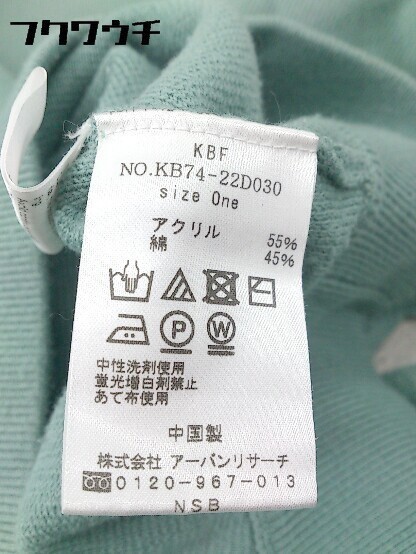 フクワウチ
KBF
NO.KB74-22D030
size One
アクリル 55%
綿 45%
P W
中性洗剤使用
蛍光増白剤禁止
あて布使用
中国製
株式会社 アーバンリサーチ
0120-967-013
NSB